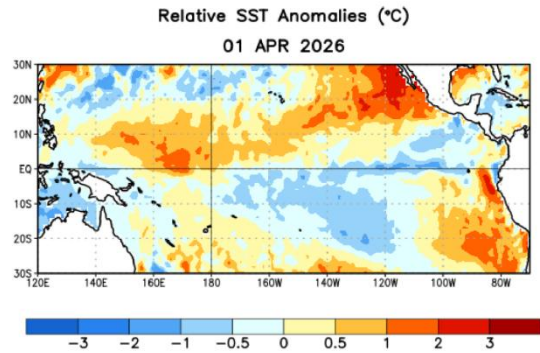 Relative SST Anomalies (°C)
01 APR 2026
30N
20N
10N
EQ
10S
20S
30S
120E 140E 160E 180 160W 140W 120W 100W 80W
-3 -2 -1 -0.5 0 0.5 1 2 3